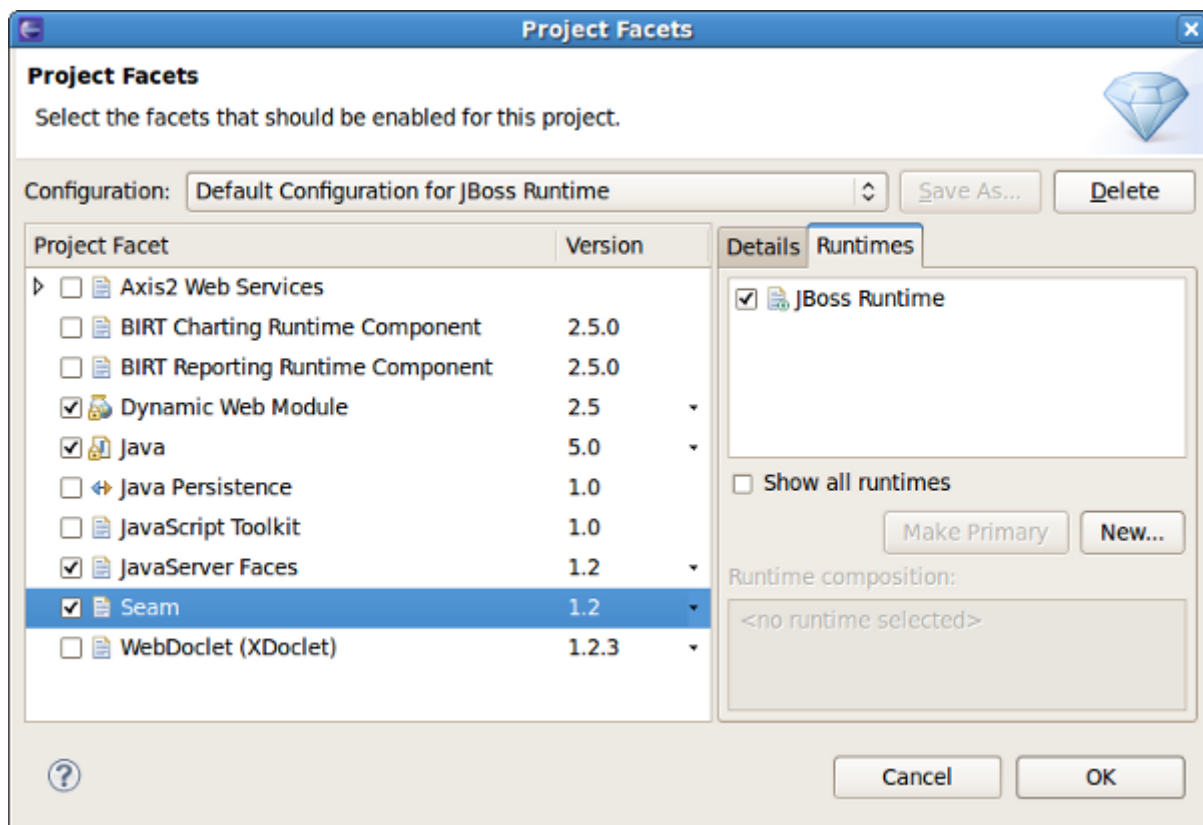 Project Facets
Project Facets
Select the facets that should be enabled for this project.
Configuration: Default Configuration for JBoss Runtime Save As... Delete
Project Facet Version
Axis2 Web Services
BIRT Charting Runtime Component 2.5.0
BIRT Reporting Runtime Component 2.5.0
Dynamic Web Module 2.5
Java 5.0
Java Persistence 1.0
JavaScript Toolkit 1.0
JavaServer Faces 1.2
Seam 1.2
WebDoclet (XDoclet) 1.2.3
Details Runtimes
JBoss Runtime
Show all runtimes
Make Primary New...
Runtime composition:
<no runtime selected>
? Cancel OK